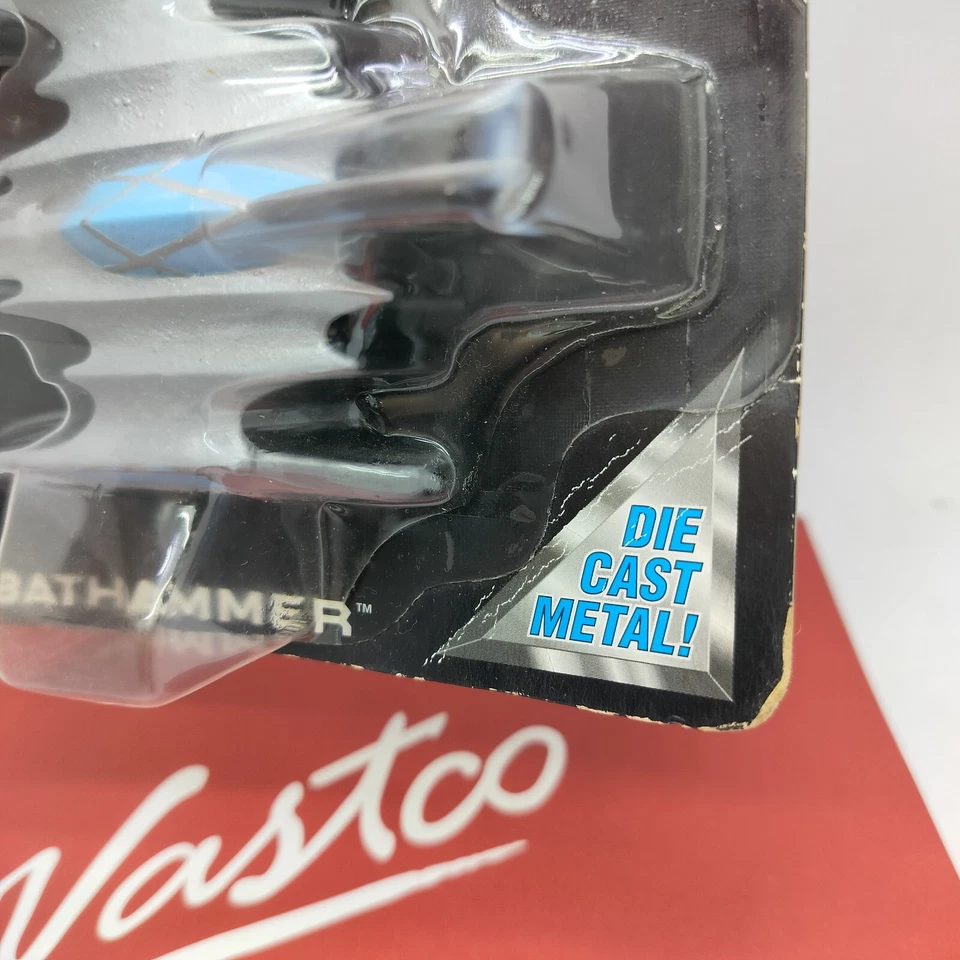 BATHAMMER™
DIE
CAST
METAL!
Vastco